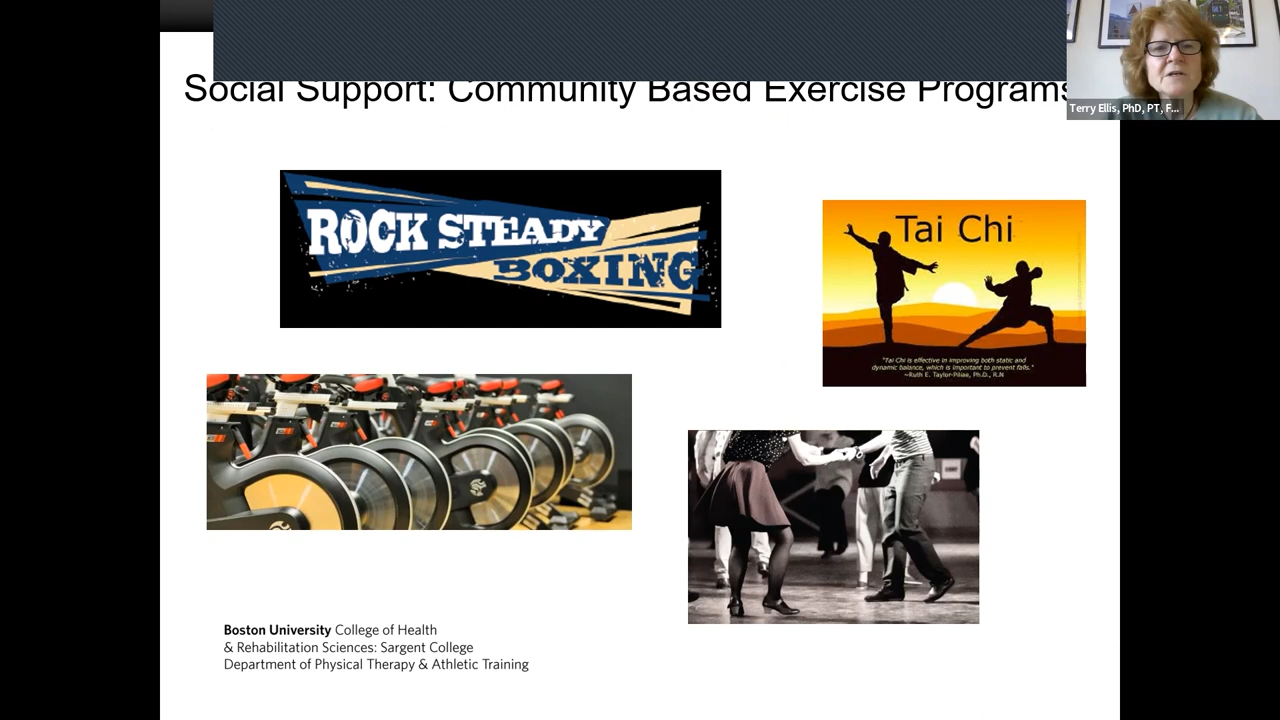 Social Support: Community Based Exercise Programs
Terry Ellis, PhD, PT, F...
ROCK STEADY
BOXING
Tai Chi
"Tai Chi is effective in improving both static and
dynamic balance, which is important to prevent falls."
~Ruth E. Taylor-Piliae, Ph.D., R.N
Boston University College of Health
& Rehabilitation Sciences: Sargent College
Department of Physical Therapy & Athletic Training